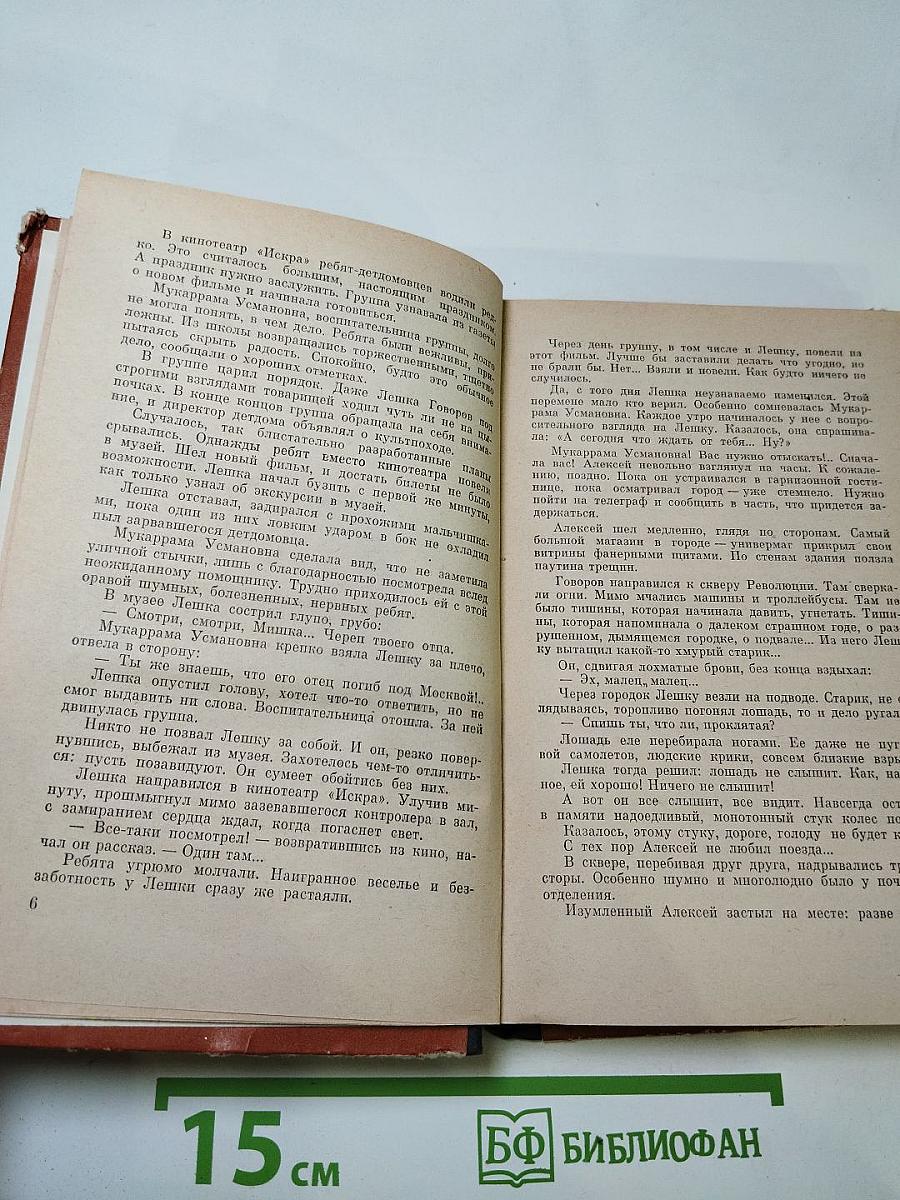 В кинотеатр «Искра» ребят-детдомовцев водили ред-
ко. Это считалось большим, настоящим праздником.
А праздник нужно заслужить. Группа узнавала из газеты
о новом фильме и начинала готовиться.
Мукаррама Усмановна, воспитательница группы, долго
не могла понять, в чем дело. Ребята были вежливы, при-
лежны. Из школы возвращались торжественными, тщетно
пытаясь скрыть радость. Спокойно, будто это обычное
дело, сообщали о хороших отметках.
В группе царил порядок. Даже Лешка Говоров под
строгими взглядами товарищей ходил чуть ли не на цы-
почках. В конце концов группа обращала на себя внима-
ние, и директор детдома объявлял о культпоходе.
Случалось, так блистательно разработанные планы
срывались. Однажды ребят вместо кинотеатра повели
в музей. Шел новый фильм, и достать билеты не было
возможности. Лешка начал бузить с первой же минуты,
как только узнал об экскурсии в музей.
Лешка отставал, задирался с прохожими мальчишка-
ми, пока один из них ловким ударом в бок не охладил
пыл зарвавшегося детдомовца.
Мукаррама Усмановна сделала вид, что не заметила
уличной стычки, лишь с благодарностью посмотрела вслед
неожиданному помощнику. Трудно приходилось ей с этой
оравой шумных, болезненных, нервных ребят.
В музее Лешка сострил глупо, грубо:
— Смотри, смотри, Мишка... Череп твоего отца.
Мукаррама Усмановна крепко взяла Лешку за плечо,
отвела в сторону:
— Ты же знаешь, что его отец погиб под Москвой!..
Лешка опустил голову, хотел что-то ответить, но не
смог выдавить ни слова. Воспитательница отошла. За ней
двинулась группа.
Никто не позвал Лешку за собой. И он, резко повер-
нувшись, выбежал из музея. Захотелось чем-то отличить-
ся: пусть позавидуют. Он сумеет обойтись без них.
Лешка направился в кинотеатр «Искра». Улучив ми-
нуту, прошмыгнул мимо зазевавшегося контролера в зал,
с замиранием сердца ждал, когда погаснет свет.
— Все-таки посмотрел! — возвратившись из кино, на-
чал он рассказ. — Один там...
Ребята угрюмо молчали. Наигранное веселье и без-
заботность у Лешки сразу же растаяли.
6
Через день группу, в том числе и Лешку, повели на
этот фильм. Лучше бы заставили делать что угодно, но
не брали бы. Нет... Взяли и повели. Как будто ничего не
случилось.
Да, с того дня Лешка неузнаваемо изменился. Этой
перемене мало кто верил. Особенно сомневалась Мукар-
рама Усмановна. Каждое утро начиналось у нее с вопро-
сительного взгляда на Лешку. Казалось, она спрашива-
ла: «А сегодня что ждать от тебя... Ну?»
Мукаррама Усмановна! Вас нужно отыскать!.. Снача-
ла вас! Алексей невольно взглянул на часы. К сожале-
нию, поздно. Пока он устраивался в гарнизонной гости-
нице, пока осматривал город — уже стемнело. Нужно
пойти на телеграф и сообщить в часть, что придется за-
держаться.
Алексей шел медленно, глядя по сторонам. Самый
большой магазин в городе — универмаг прикрыл свои
витрины фанерными щитами. По стенам здания ползла
паутина трещин.
Говоров направился к скверу Революции. Там сверка-
ли огни. Мимо мчались машины и троллейбусы. Там не
было тишины, которая начинала давить, угнетать. Тиши-
ны, которая напоминала о далеком страшном годе, о раз-
рушенном, дымящемся городке, о подвале... Из него Леш-
ку вытащил какой-то хмурый старик...
Он, сдвигая лохматые брови, без конца вздыхал:
— Эх, малец, малец...
Через городок Лешку везли на подводе. Старик, не о
лядываясь, торопливо погонял лошадь, то и дело ругал
— Спишь ты, что ли, проклятая?
Лошадь еле перебирала ногами. Ее даже не пуг
вой самолетов, людские крики, совсем близкие взры
Лешка тогда решил: лошадь не слышит. Как, на
ное, ей хорошо! Ничего не слышит!
А вот он все слышит, все видит. Навсегда ост
в памяти надоедливый, монотонный стук колес по
Казалось, этому стуку, дороге, голоду не будет к
С тех пор Алексей не любил поезда...
В сквере, перебивая друг друга, надрывались тр
сторы. Особенно шумно и многолюдно было у поч
отделения.
Изумленный Алексей застыл на месте: разве
15 см
БФ БИБЛИОФАН